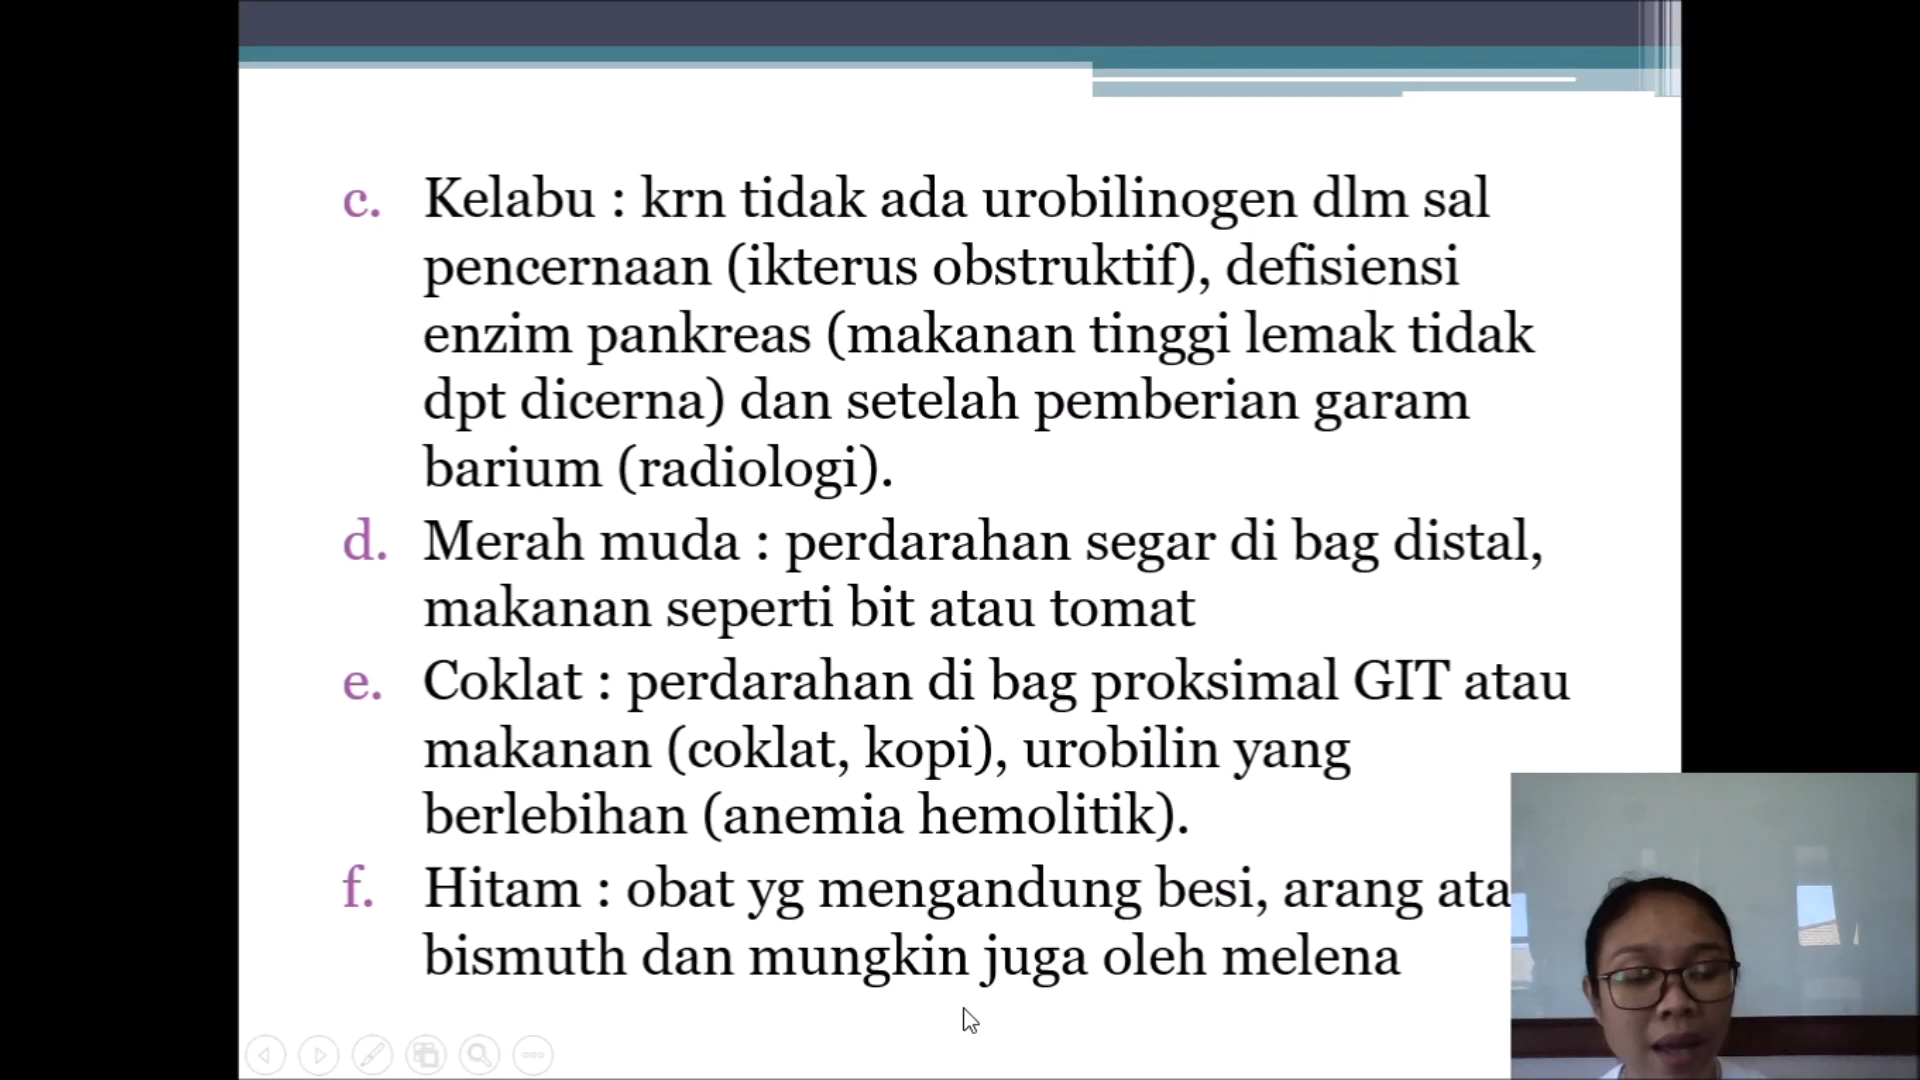 c. Kelabu : krn tidak ada urobilinogen dlm sal
pencernaan (ikterus obstruktif), defisiensi
enzim pankreas (makanan tinggi lemak tidak
dpt dicerna) dan setelah pemberian garam
barium (radiologi).
d. Merah muda : perdarahan segar di bag distal,
makanan seperti bit atau tomat
e. Coklat : perdarahan di bag proksimal GIT atau
makanan (coklat, kopi), urobilin yang
berlebihan (anemia hemolitik).
f. Hitam : obat yg mengandung besi, arang ata
bismuth dan mungkin juga oleh melena